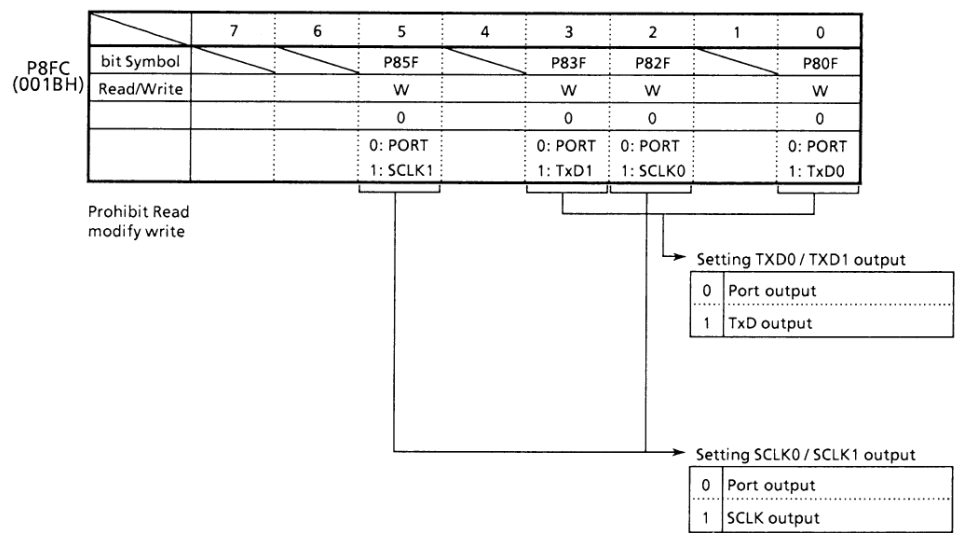 7 6 5 4 3 2 1 0
P8FC
(001BH)
bit Symbol P85F P83F P82F P80F
Read/Write W W W W
0 0 0 0
0: PORT 0: PORT 0: PORT 0: PORT
1: SCLK1 1: TxD1 1: SCLK0 1: TxD0
Prohibit Read
modify write
Setting TXD0 / TXD1 output
0 Port output
1 TxD output
Setting SCLK0 / SCLK1 output
0 Port output
1 SCLK output